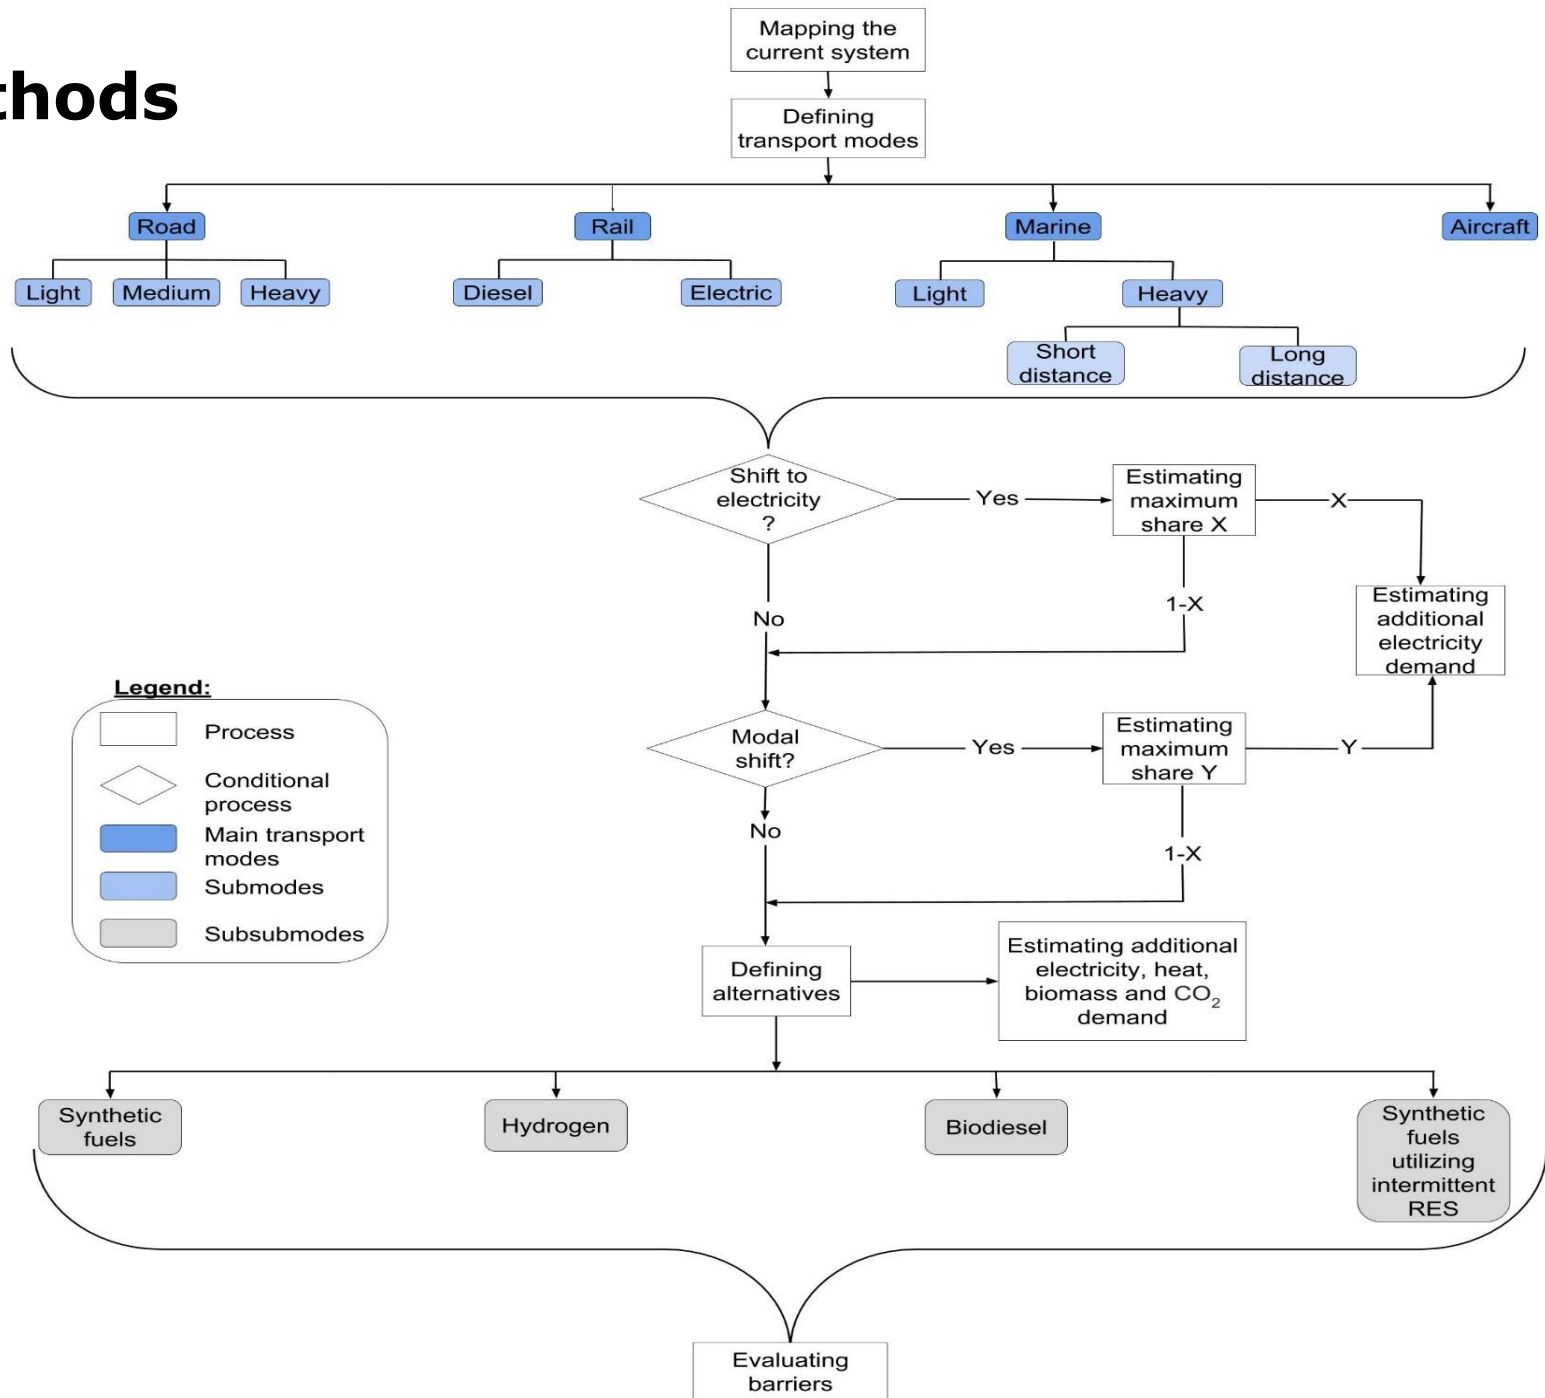 thods
Mapping the
current system
Defining
transport modes
Road
Rail
Marine
Aircraft
Light
Medium
Heavy
Diesel
Electric
Light
Heavy
Short
distance
Long
distance
Shift to
electricity
?
Yes
Estimating
maximum
share X
X
No
1-X
Estimating
additional
electricity
demand
Modal
shift?
Yes
Estimating
maximum
share Y
Y
No
1-X
Legend:
Process
Conditional
process
Main transport
modes
Submodes
Subsubmodes
Defining
alternatives
Estimating additional
electricity, heat,
biomass and CO₂
demand
Synthetic
fuels
Hydrogen
Biodiesel
Synthetic
fuels
utilizing
intermittent
RES
Evaluating
barriers